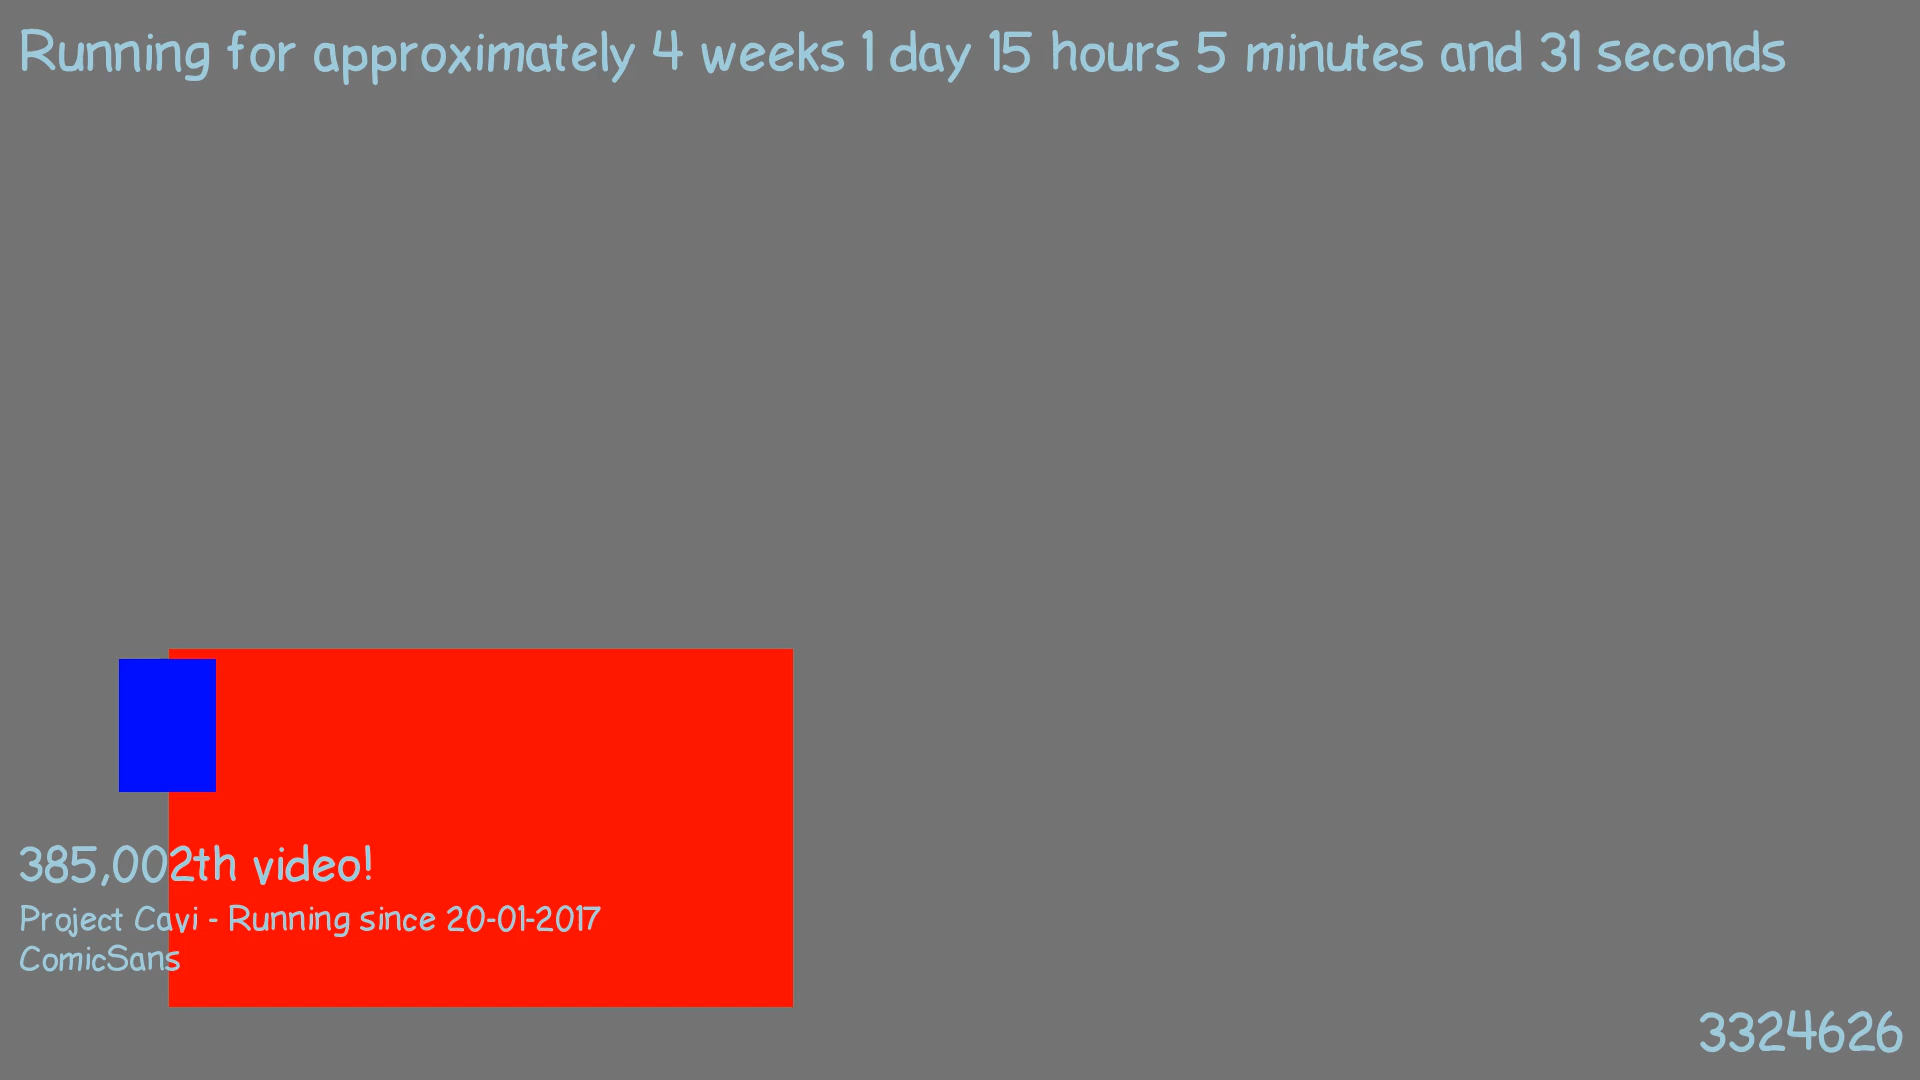 Running for approximately 4 weeks 1 day 15 hours 5 minutes and 31 seconds
385,002th video!
Project Cavi - Running since 20-01-2017
ComicSans
3324626